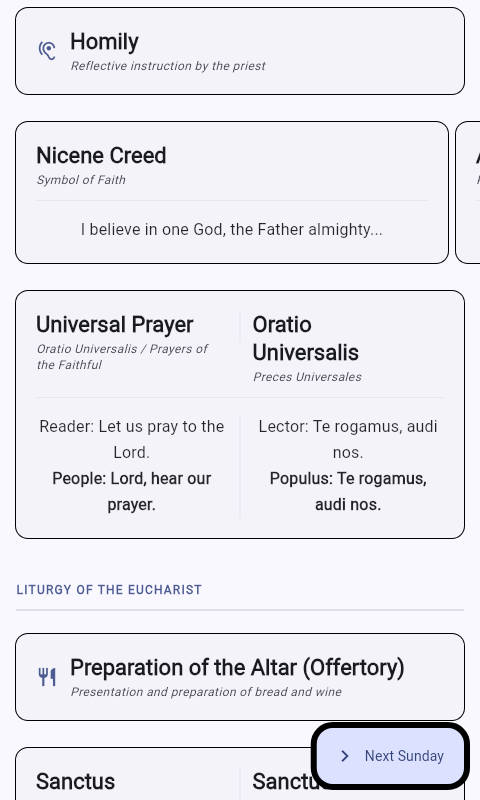 Homily
Reflective instruction by the priest
Nicene Creed
Symbol of Faith
I believe in one God, the Father almighty...
Universal Prayer
Oratio Universalis / Prayers of
the Faithful
Oratio
Universalis
Preces Universales
Reader: Let us pray to the
Lord.
People: Lord, hear our
prayer.
Lector: Te rogamus, audi
nos.
Populus: Te rogamus,
audi nos.
LITURGY OF THE EUCHARIST
Preparation of the Altar (Offertory)
Presentation and preparation of bread and wine
Next Sunday
Sanctus